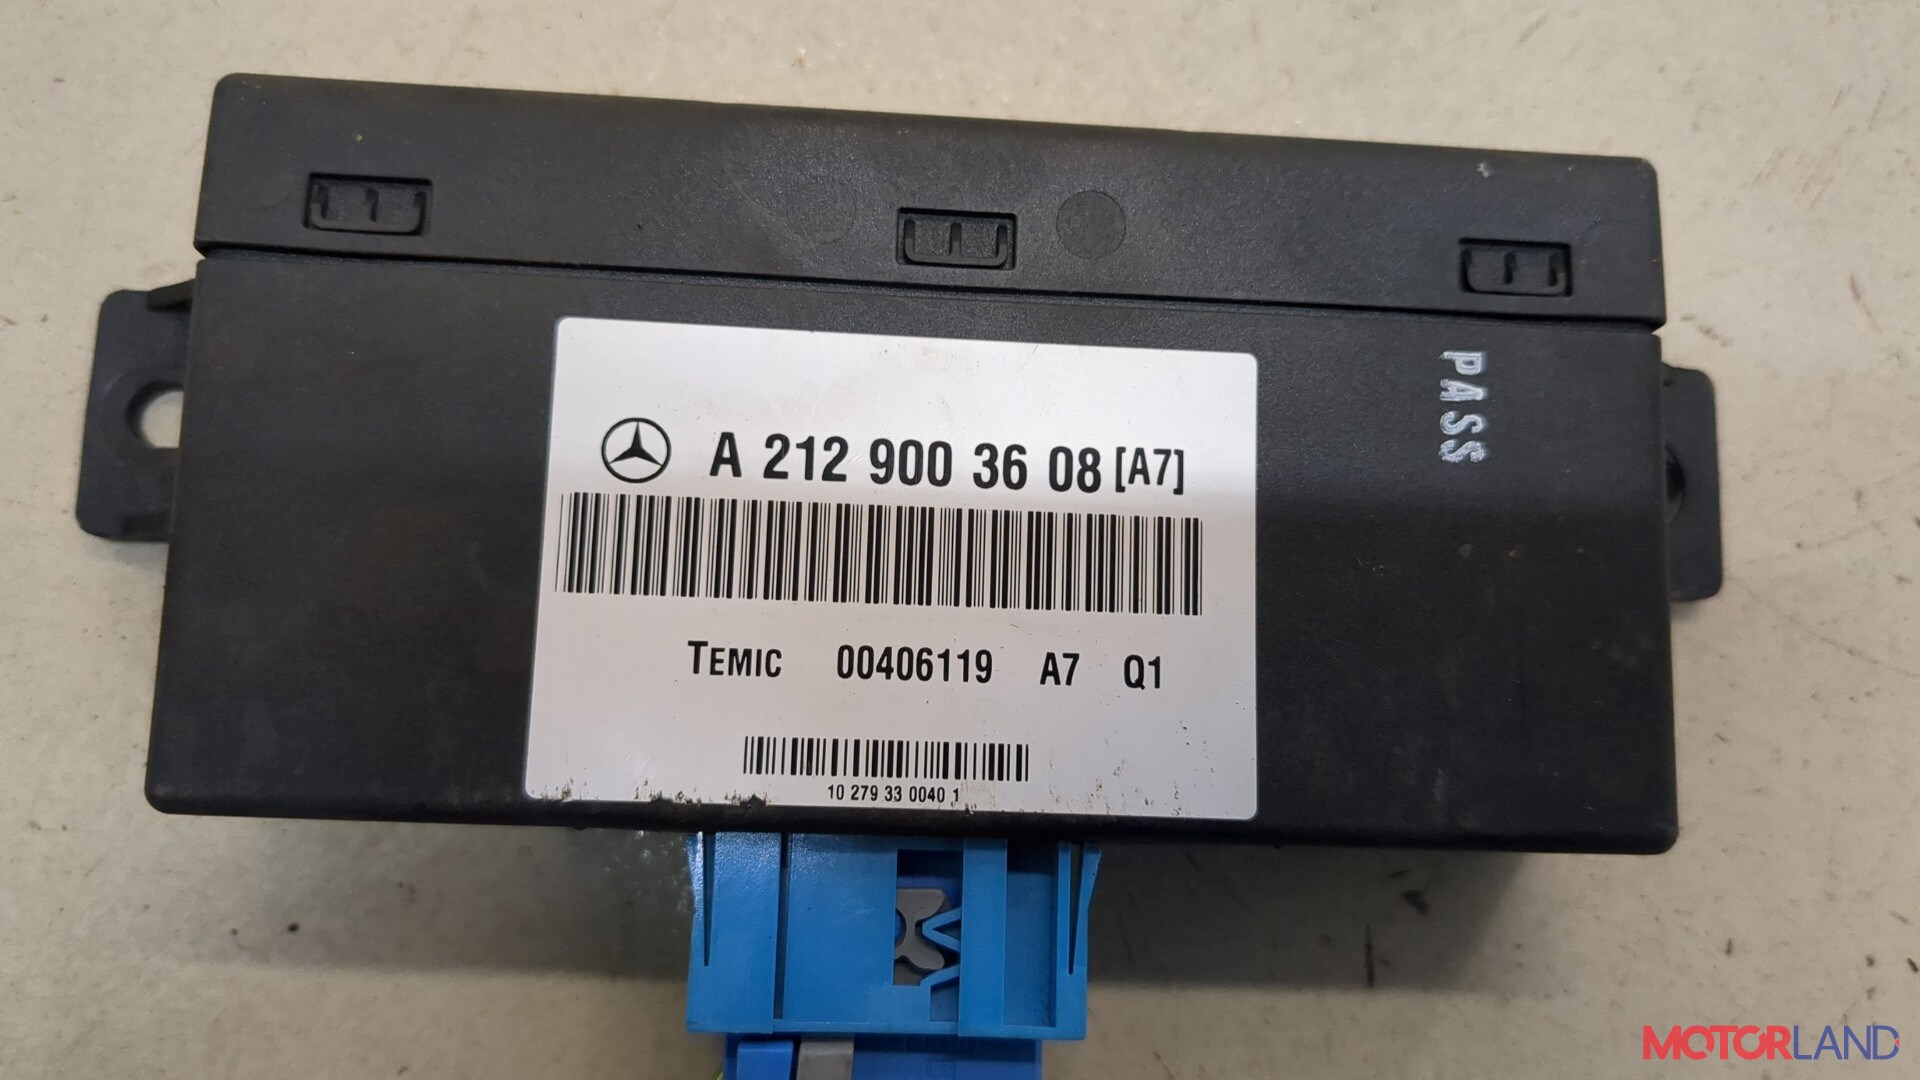 A 212 900 36 08 [A7]
PASS
TEMIC 00406119 A7 Q1
10 279 33 0040 1
MOTORLAND